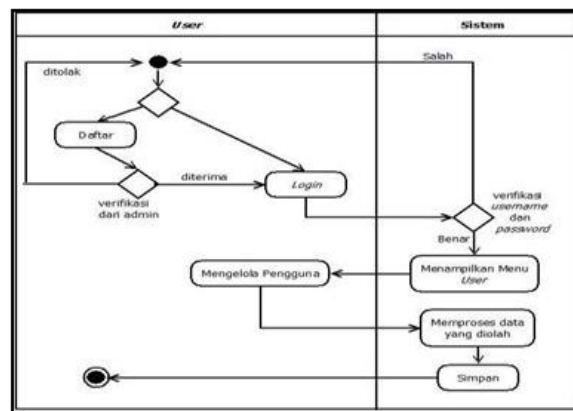 User
Sistem
ditolak
Salah
Daftar
diterima
Login
verifikasi
dari admin
verifikasi
username
dan
password
Benar
Mengelola Pengguna
Menampilkan Menu
User
Memproses data
yang diolah
Simpan